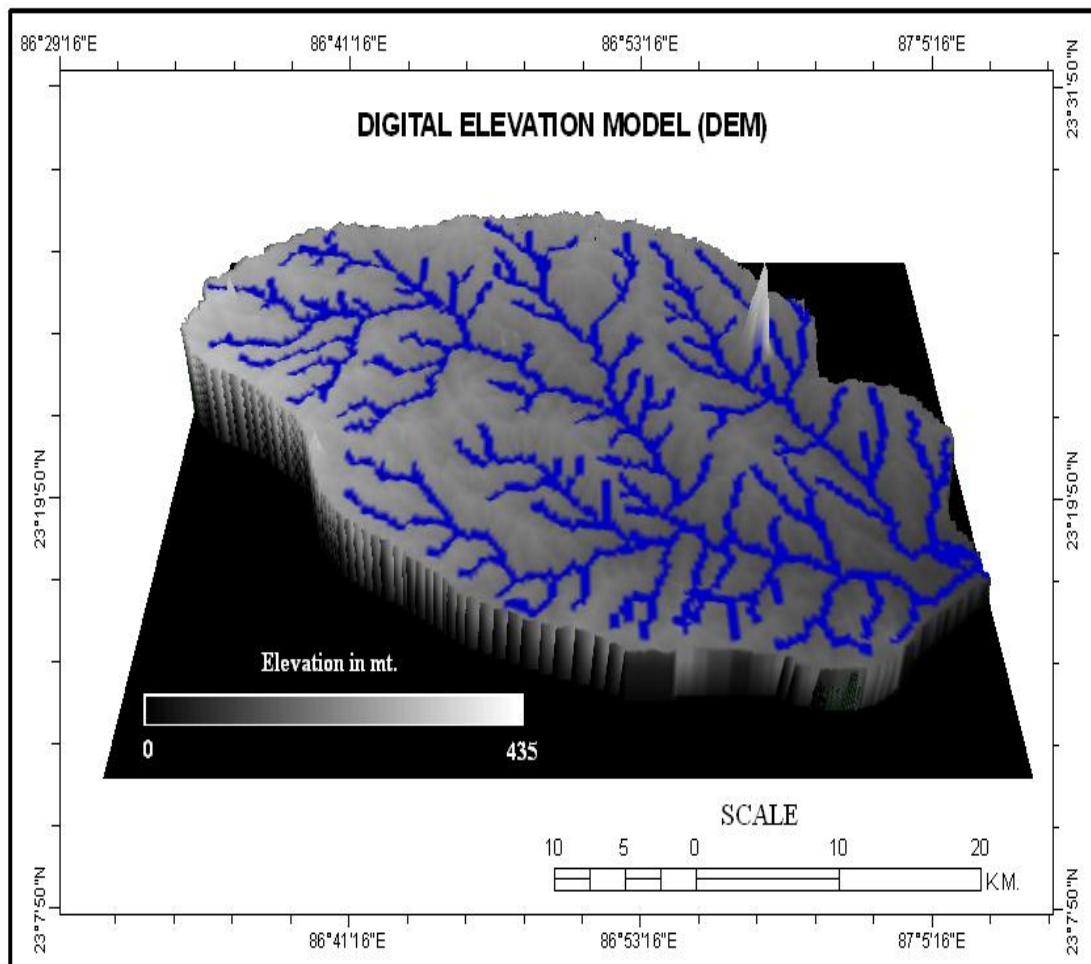 86°29'16"E 86°41'16"E 86°53'16"E 87°5'16"E
23°31'50"N
DIGITAL ELEVATION MODEL (DEM)
23°19'50"N 23°19'50"N
Elevation in mt.
0 435
SCALE
10 5 0 10 20
KM.
23°7'50"N 23°7'50"N
86°41'16"E 86°53'16"E 87°5'16"E